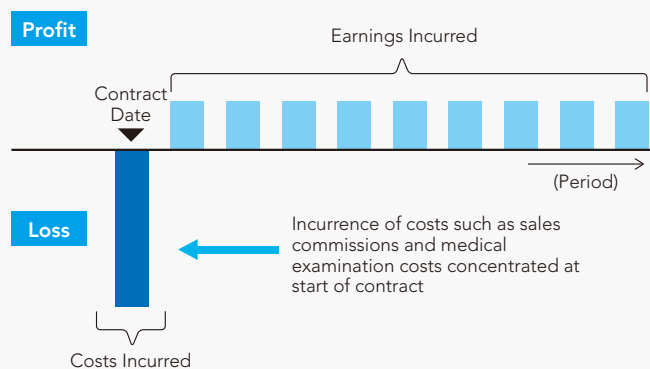 Profit
Earnings Incurred
Contract
Date
(Period)
Loss
Incurrence of costs such as sales
commissions and medical
examination costs concentrated at
start of contract
Costs Incurred